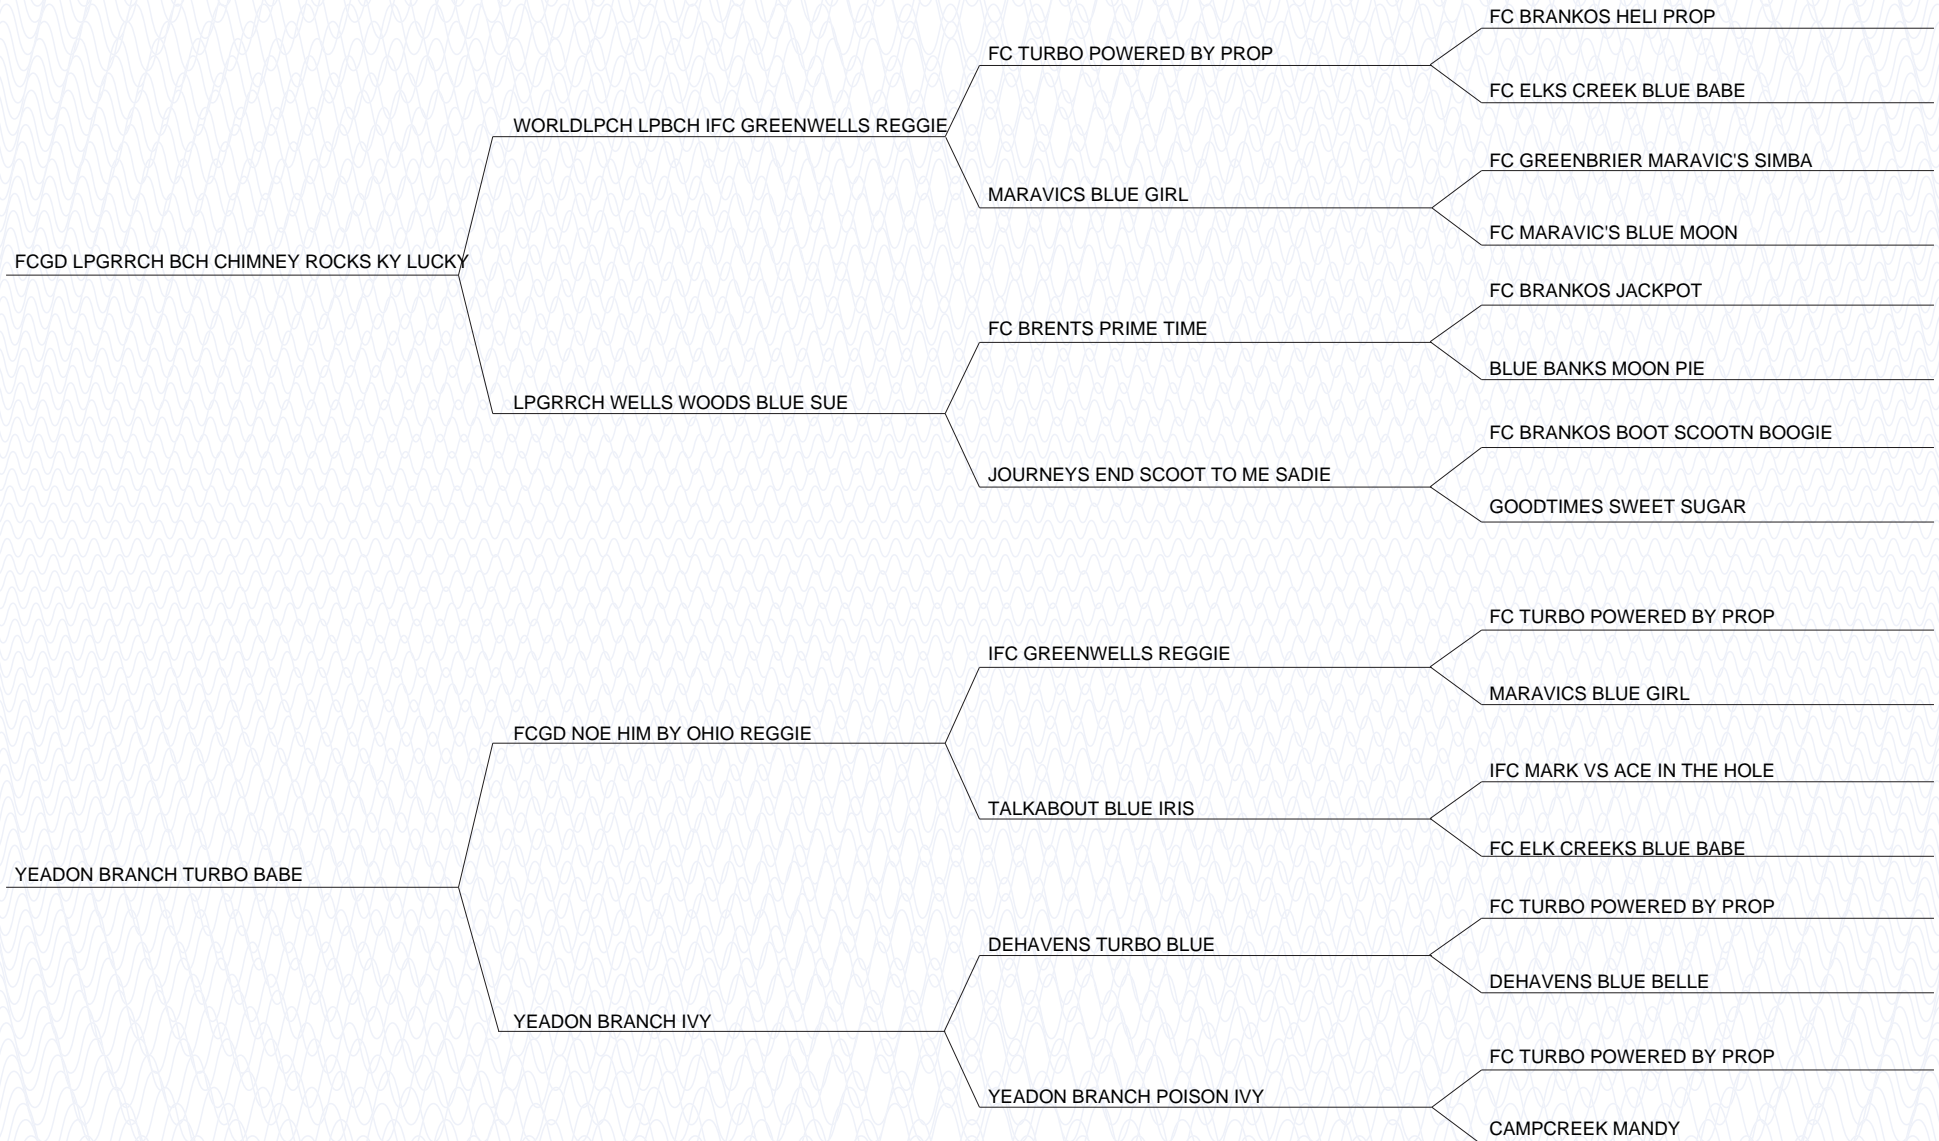 FC BRANKOS HELI PROP
FC TURBO POWERED BY PROP
FC ELKS CREEK BLUE BABE
WORLDLPCH LPBCH IFC GREENWELLS REGGIE
FC GREENBRIER MARAVIC'S SIMBA
MARAVICS BLUE GIRL
FC MARAVIC'S BLUE MOON
FCGD LPGRRCH BCH CHIMNEY ROCKS KY LUCKY
FC BRANKOS JACKPOT
FC BRENTS PRIME TIME
BLUE BANKS MOON PIE
LPGRRCH WELLS WOODS BLUE SUE
FC BRANKOS BOOT SCOOTN BOOGIE
JOURNEYS END SCOOT TO ME SADIE
GOODTIMES SWEET SUGAR
FC TURBO POWERED BY PROP
IFC GREENWELLS REGGIE
MARAVICS BLUE GIRL
FCGD NOE HIM BY OHIO REGGIE
IFC MARK VS ACE IN THE HOLE
TALKABOUT BLUE IRIS
FC ELK CREEKS BLUE BABE
YEADON BRANCH TURBO BABE
FC TURBO POWERED BY PROP
DEHAVENS TURBO BLUE
DEHAVENS BLUE BELLE
YEADON BRANCH IVY
FC TURBO POWERED BY PROP
YEADON BRANCH POISON IVY
CAMPCREEK MANDY